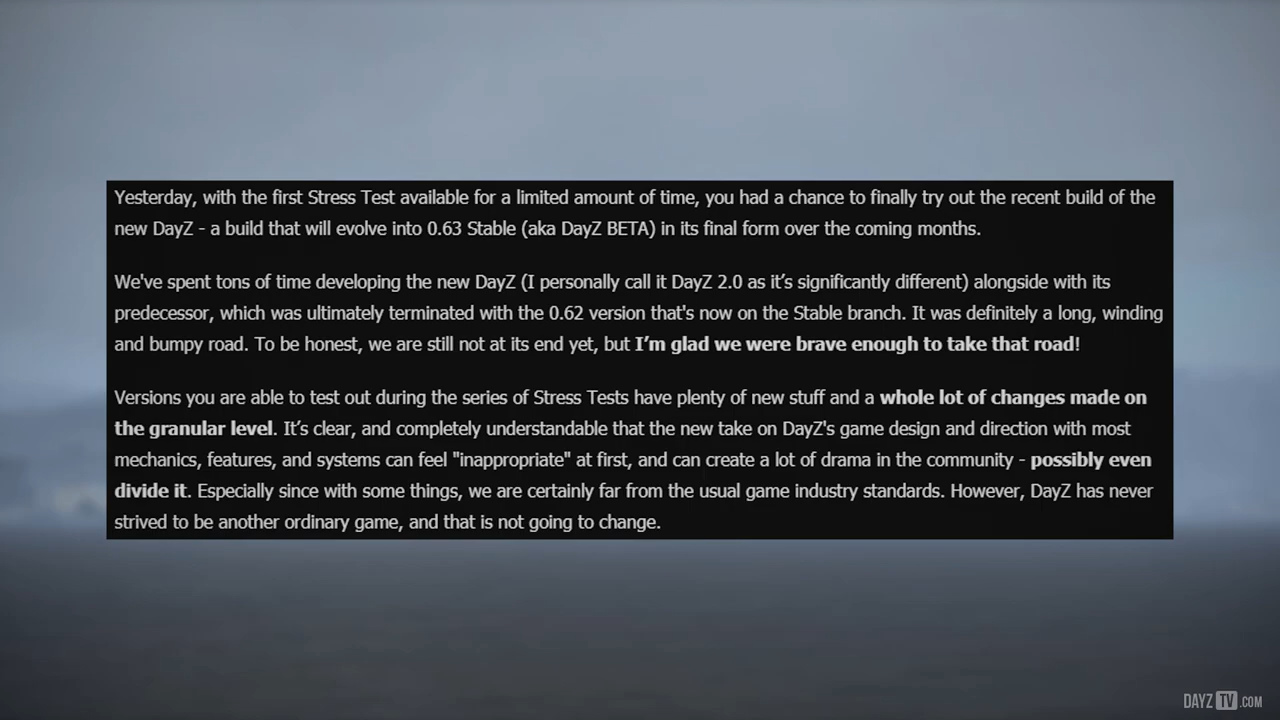 Yesterday, with the first Stress Test available for a limited amount of time, you had a chance to finally try out the recent build of the
new DayZ - a build that will evolve into 0.63 Stable (aka DayZ BETA) in its final form over the coming months.
We've spent tons of time developing the new DayZ (I personally call it DayZ 2.0 as it’s significantly different) alongside with its
predecessor, which was ultimately terminated with the 0.62 version that's now on the Stable branch. It was definitely a long, winding
and bumpy road. To be honest, we are still not at its end yet, but I’m glad we were brave enough to take that road!
Versions you are able to test out during the series of Stress Tests have plenty of new stuff and a whole lot of changes made on
the granular level. It’s clear, and completely understandable that the new take on DayZ's game design and direction with most
mechanics, features, and systems can feel "inappropriate" at first, and can create a lot of drama in the community - possibly even
divide it. Especially since with some things, we are certainly far from the usual game industry standards. However, DayZ has never
strived to be another ordinary game, and that is not going to change.
DAYZ TV .COM